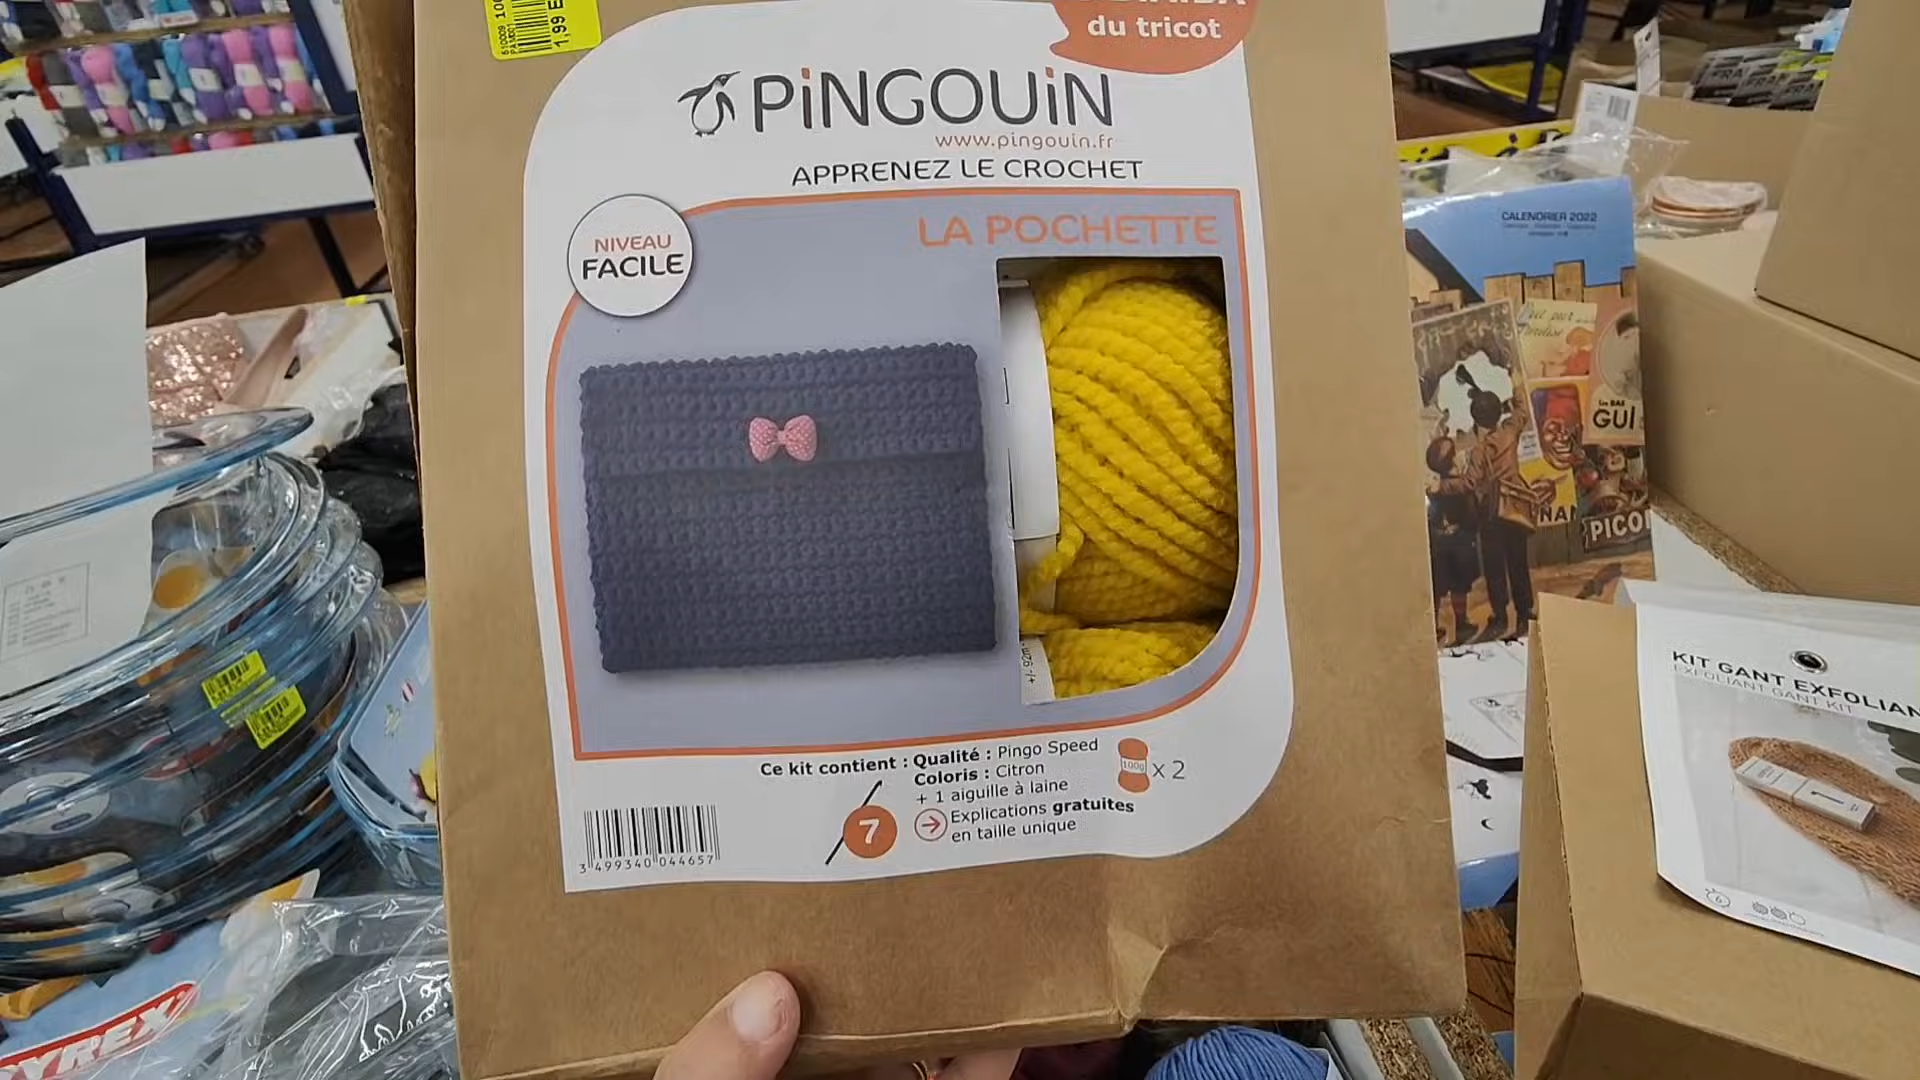 1,99 E
du tricot
PiNGOUiN
www.pingouin.fr
APPRENEZ LE CROCHET
NIVEAU
FACILE
LA POCHETTE
+/- 92m
Ce kit contient : Qualité : Pingo Speed
Coloris : Citron
+ 1 aiguille à laine
100g x 2
7
Explications gratuites
en taille unique
3 499340 044657
CALENDRIER 2022
GUI
NAN
PICO
KIT GANT EXFOLIAN
EXFOLIANT GANT KIT
PYREX